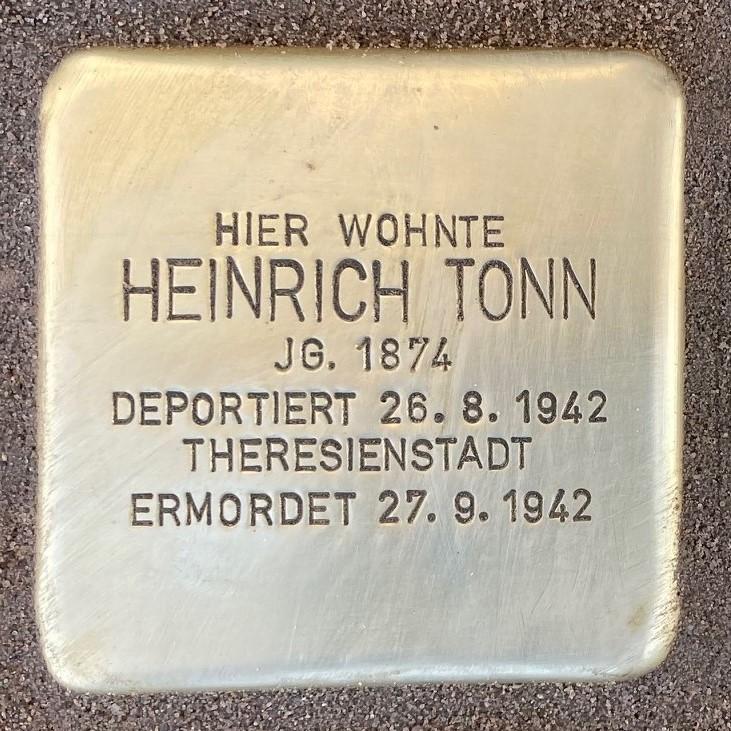 HIER WOHNTE
HEINRICH TONN
JG. 1874
DEPORTIERT 26.8.1942
THERESIENSTADT
ERMORDET 27.9.1942